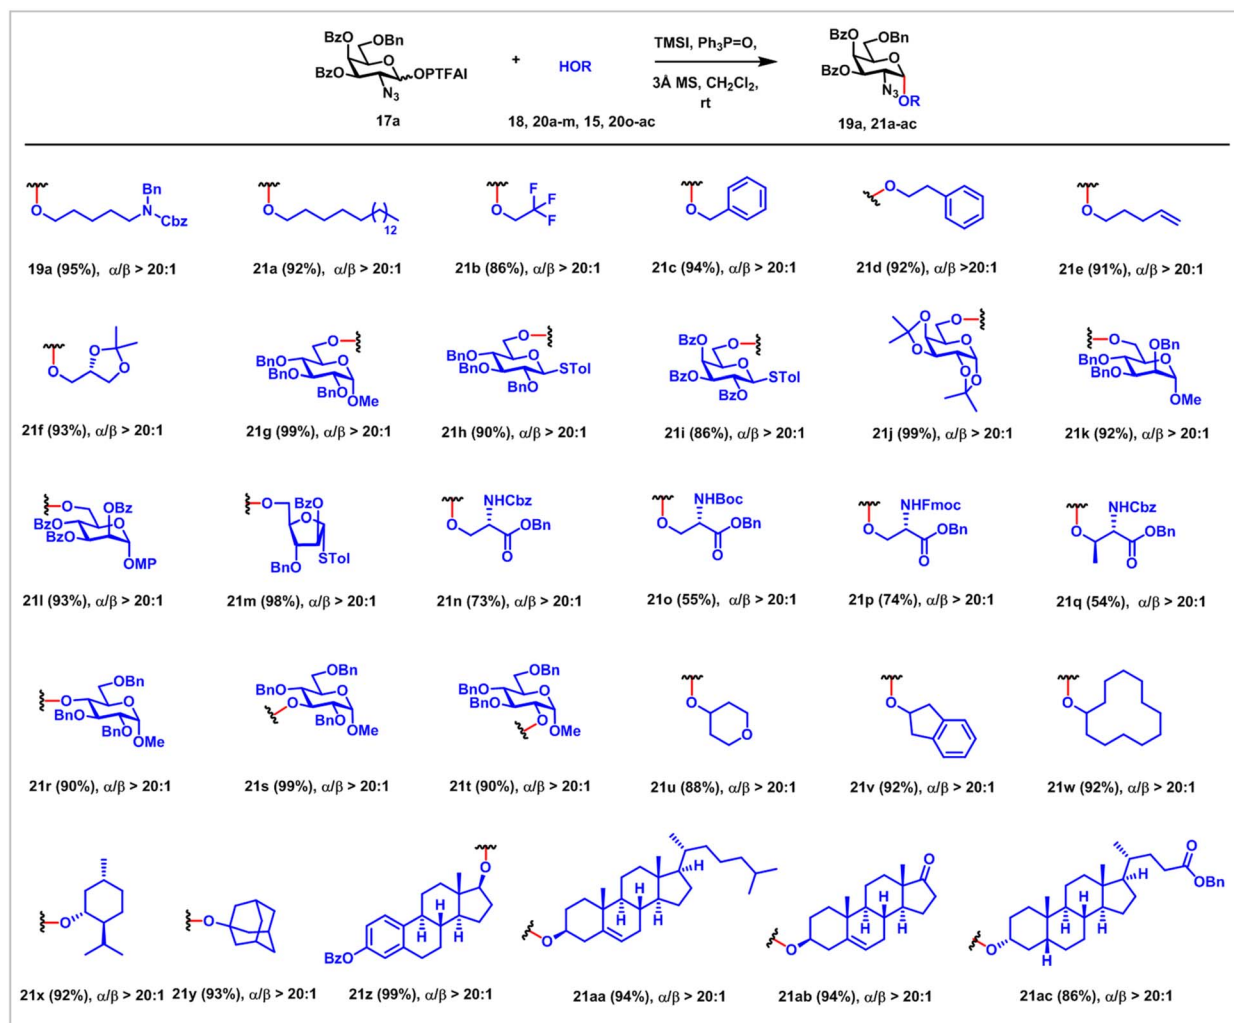 BzO OBn
BzO O
N3 OPTFAI
17a
+
HOR
18, 20a-m, 15, 20o-ac
TMSI, Ph3P=O,
3Å MS, CH2Cl2,
rt
BzO OBn
BzO O
N3 OR
19a, 21a-ac
O Bn N Cbz
O 12
O F F F
O
O
O
19a (95%), α/β > 20:1
21a (92%), α/β > 20:1
21b (86%), α/β > 20:1
21c (94%), α/β > 20:1
21d (92%), α/β >20:1
21e (91%), α/β > 20:1
O O O
O BnO BnO O BnO OMe
O BnO BnO O BnO STol
BzO O BzO O BzO STol
O O O O O O
O OBn BnO BnO O OMe
21f (93%), α/β > 20:1
21g (99%), α/β > 20:1
21h (90%), α/β > 20:1
21i (86%), α/β > 20:1
21j (99%), α/β > 20:1
21k (92%), α/β > 20:1
O OBz BzO BzO O OMP
O BzO O BnO STol
O NHCbz OBn O
O NHBoc OBn O
O NHFmoc OBn O
O NHCbz OBn O
21l (93%), α/β > 20:1
21m (98%), α/β > 20:1
21n (73%), α/β > 20:1
21o (55%), α/β > 20:1
21p (74%), α/β > 20:1
21q (54%), α/β > 20:1
OBn O O BnO BnO OMe
OBn BnO O O BnO OMe
OBn BnO BnO O O OMe
O O
O
O
21r (90%), α/β > 20:1
21s (99%), α/β > 20:1
21t (90%), α/β > 20:1
21u (88%), α/β > 20:1
21v (92%), α/β > 20:1
21w (92%), α/β > 20:1
O
O
O H H H BzO
H H H O
O H H H O
O OBn H H H O H
21x (92%), α/β > 20:1
21y (93%), α/β > 20:1
21z (99%), α/β > 20:1
21aa (94%), α/β > 20:1
21ab (94%), α/β > 20:1
21ac (86%), α/β > 20:1